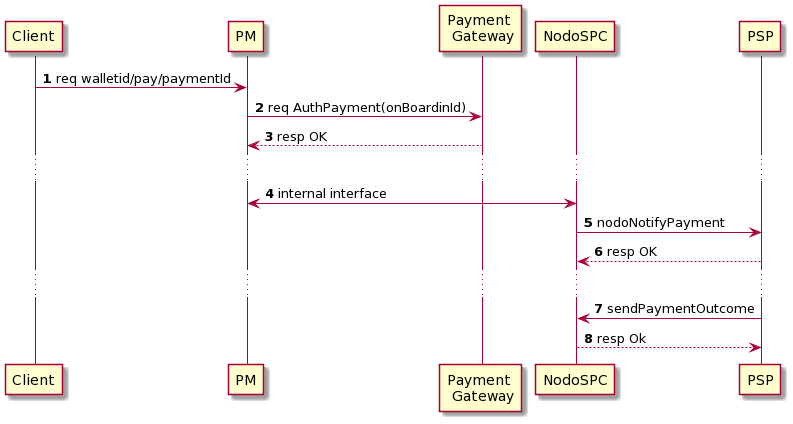 Client
PM
Payment
Gateway
NodoSPC
PSP
1 req walletid/pay/paymentId
2 req AuthPayment(onBoardinId)
3 resp OK
4 internal interface
5 nodoNotifyPayment
6 resp OK
7 sendPaymentOutcome
8 resp Ok
Client
PM
Payment
Gateway
NodoSPC
PSP